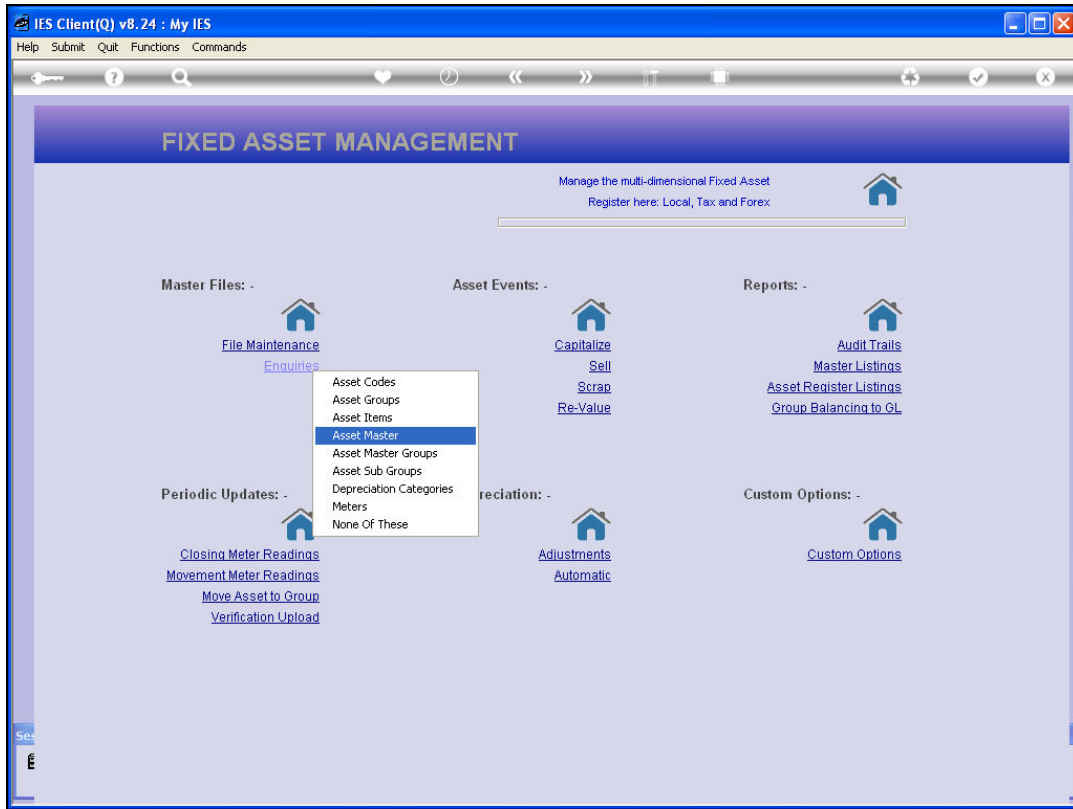 IES Client(Q) v8.24 : My IES
Help Submit Quit Functions Commands
FIXED ASSET MANAGEMENT
Manage the multi-dimensional Fixed Asset
Register here: Local, Tax and Forex
Master Files: -
File Maintenance
Enquiries
Asset Codes
Asset Groups
Asset Items
Asset Master
Asset Master Groups
Asset Sub Groups
Depreciation Categories
Meters
None Of These
Asset Events: -
Capitalize
Sell
Scrap
Re-Value
Reports: -
Audit Trails
Master Listings
Asset Register Listings
Group Balancing to GL
Periodic Updates: -
Closing Meter Readings
Movement Meter Readings
Move Asset to Group
Verification Upload
reciation: -
Adjustments
Automatic
Custom Options: -
Custom Options
Ses